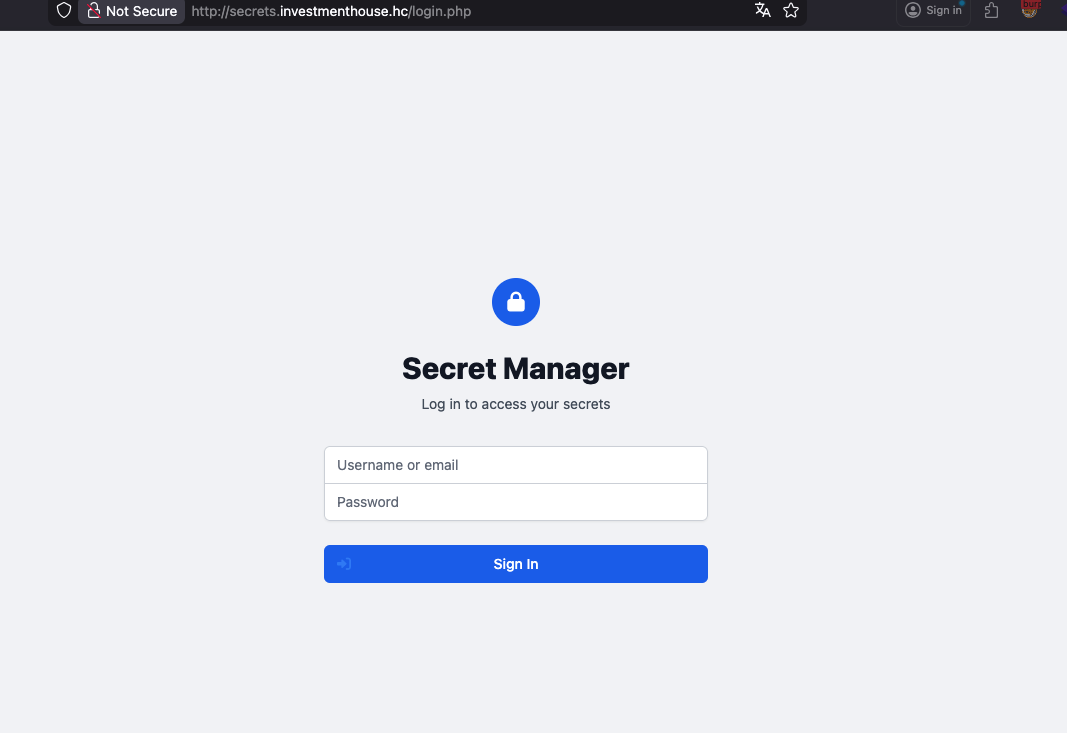 Not Secure http://secrets.investmenthouse.hc/login.php Sign in
Secret Manager
Log in to access your secrets
Username or email
Password
Sign In